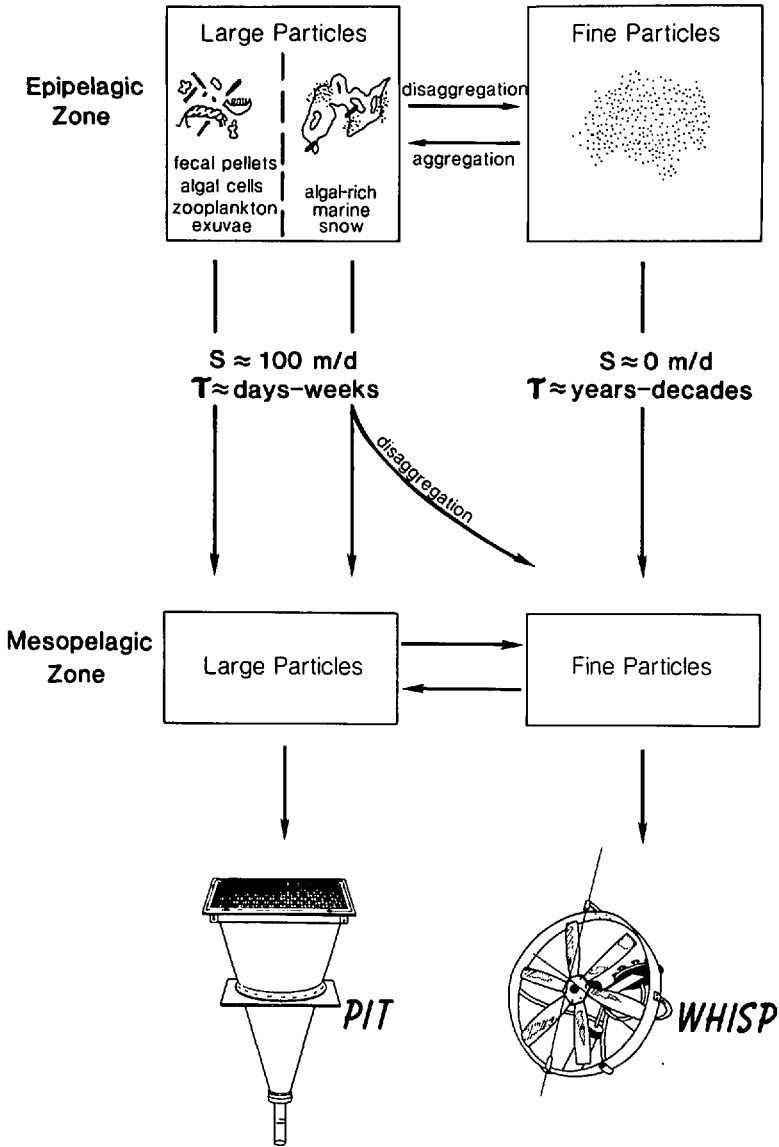 Epipelagic
Zone
Large Particles
fecal pellets
algal cells
zooplankton
exuvae
algal-rich
marine
snow
disaggregation
aggregation
Fine Particles
S ≈ 100 m/d
τ ≈ days-weeks
disaggregation
S ≈ 0 m/d
τ ≈ years-decades
Mesopelagic
Zone
Large Particles
Fine Particles
PIT
WHISP